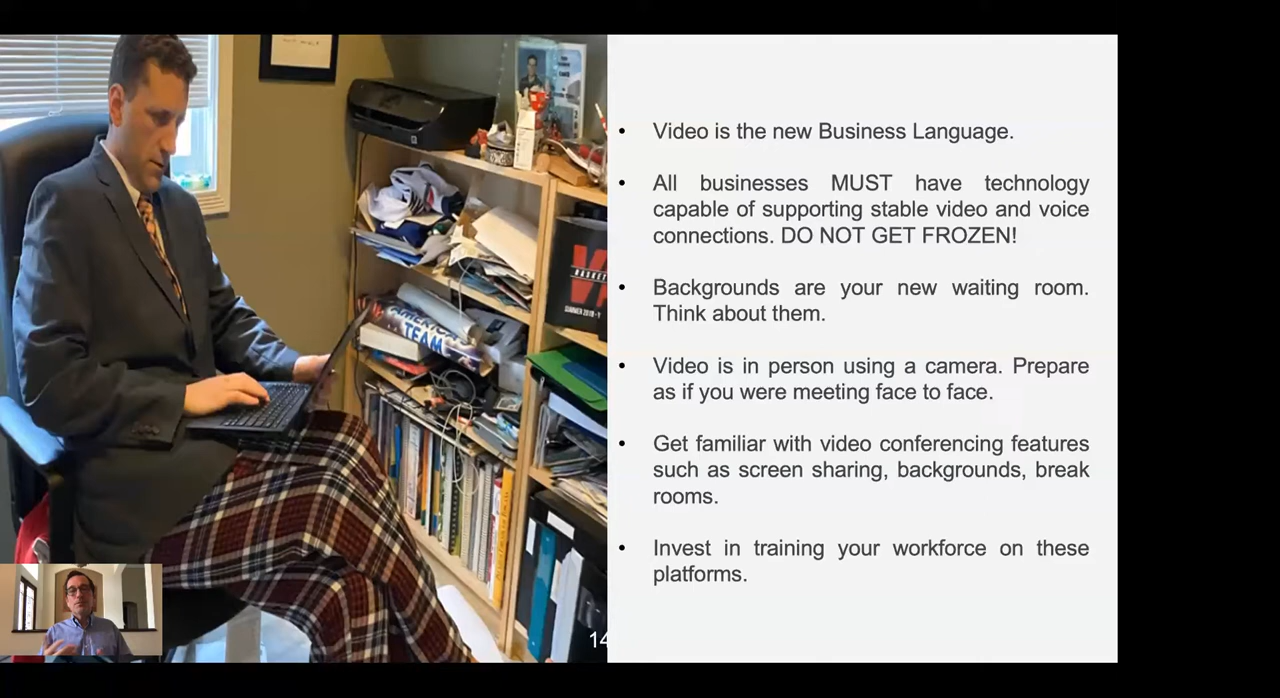 • Video is the new Business Language.
• All businesses MUST have technology
capable of supporting stable video and voice
connections. DO NOT GET FROZEN!
• Backgrounds are your new waiting room.
Think about them.
• Video is in person using a camera. Prepare
as if you were meeting face to face.
• Get familiar with video conferencing features
such as screen sharing, backgrounds, break
rooms.
• Invest in training your workforce on these
platforms.
TEAM
14